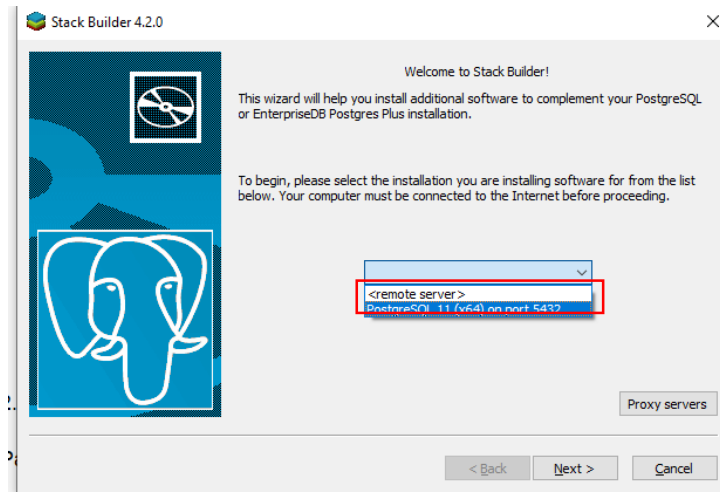 Stack Builder 4.2.0
Welcome to Stack Builder!
This wizard will help you install additional software to complement your PostgreSQL
or EnterpriseDB Postgres Plus installation.
To begin, please select the installation you are installing software for from the list
below. Your computer must be connected to the Internet before proceeding.
<remote server>
PostgreSQL 11 (x64) on port 5432
Proxy servers
2.
< Back
Next >
Cancel